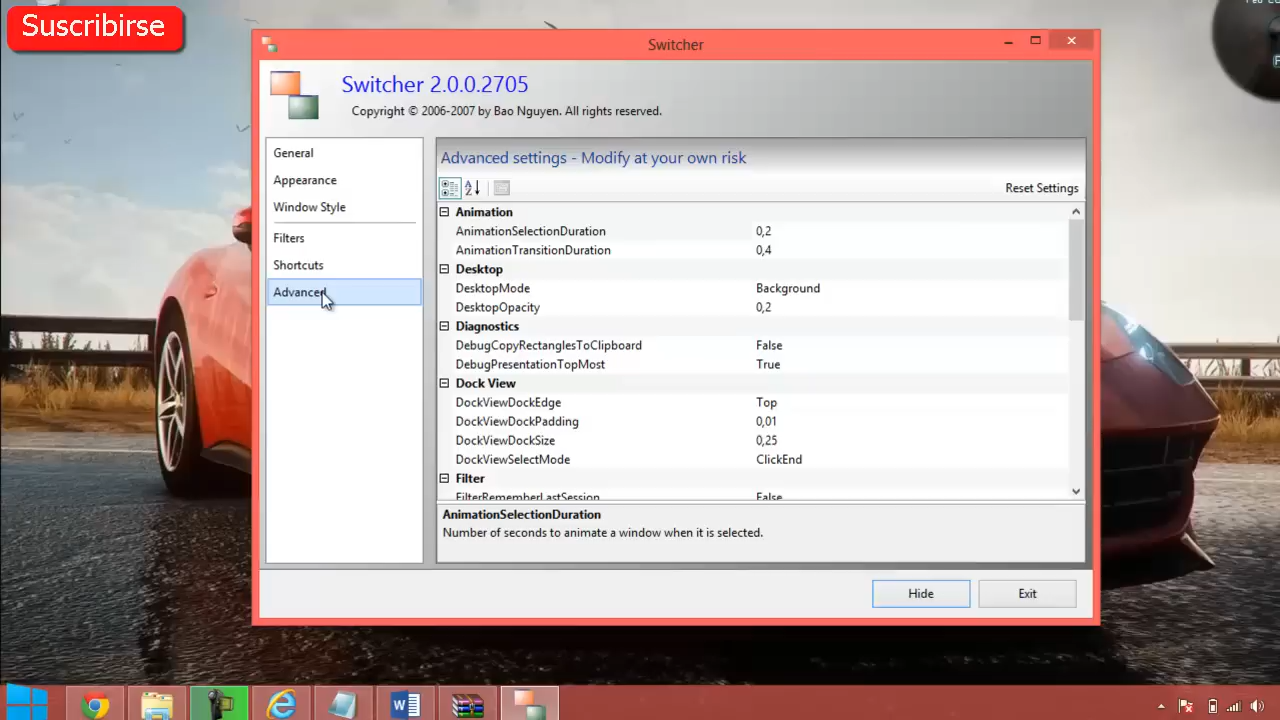 Suscribirse
Switcher
Switcher 2.0.0.2705
Copyright © 2006-2007 by Bao Nguyen. All rights reserved.
General
Appearance
Window Style
Filters
Shortcuts
Advanced
Advanced settings - Modify at your own risk
Reset Settings
Animation
AnimationSelectionDuration 0,2
AnimationTransitionDuration 0,4
Desktop
DesktopMode Background
DesktopOpacity 0,2
Diagnostics
DebugCopyRectanglesToClipboard False
DebugPresentationTopMost True
Dock View
DockViewDockEdge Top
DockViewDockPadding 0,01
DockViewDockSize 0,25
DockViewSelectMode ClickEnd
Filter
FilterRememberLastSession False
AnimationSelectionDuration
Number of seconds to animate a window when it is selected.
Hide
Exit